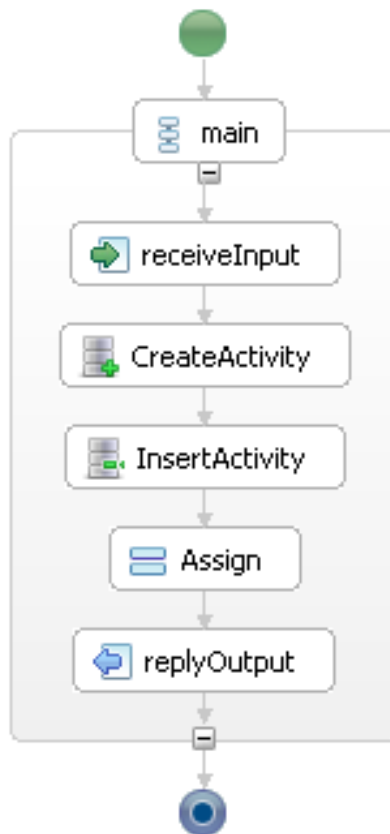 main
receiveInput
CreateActivity
InsertActivity
Assign
replyOutput